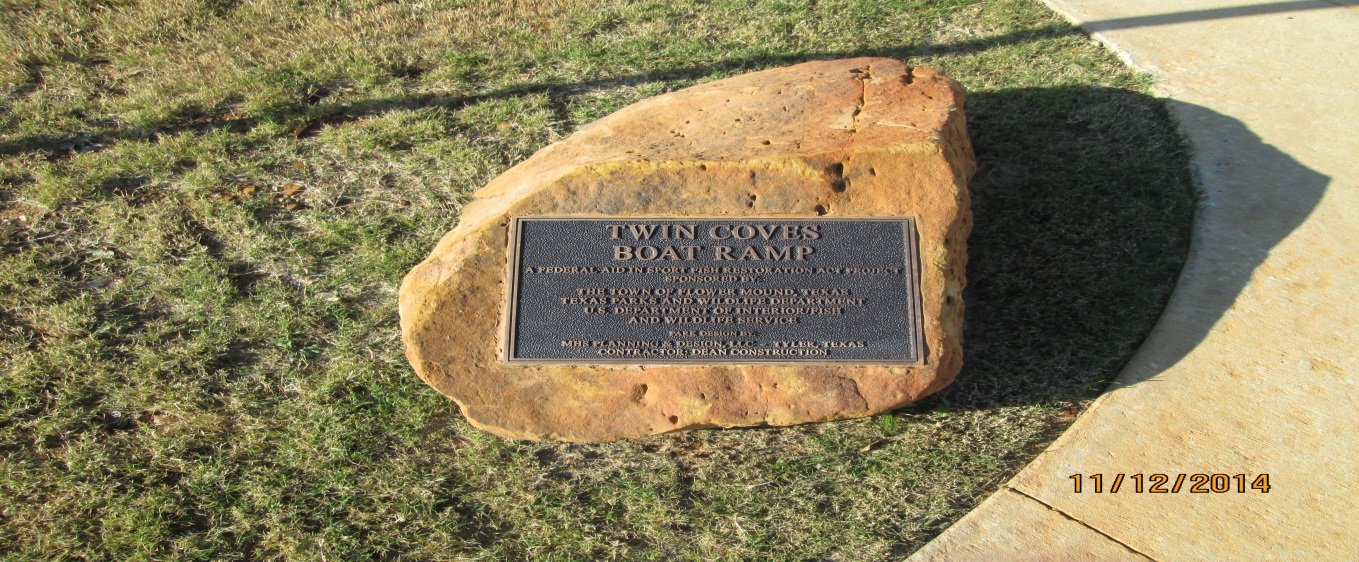 TWIN COVES
BOAT RAMP
A FEDERAL AID IN SPORT FISH RESTORATION ACT PROJECT
SPONSORED BY:
THE TOWN OF FLOWER MOUND, TEXAS
TEXAS PARKS AND WILDLIFE DEPARTMENT
U.S. DEPARTMENT OF INTERIOR/FISH
AND WILDLIFE SERVICE
PARK DESIGN BY:
MHS PLANNING & DESIGN, LLC TYLER, TEXAS
CONTRACTOR: DEAN CONSTRUCTION
11/12/2014